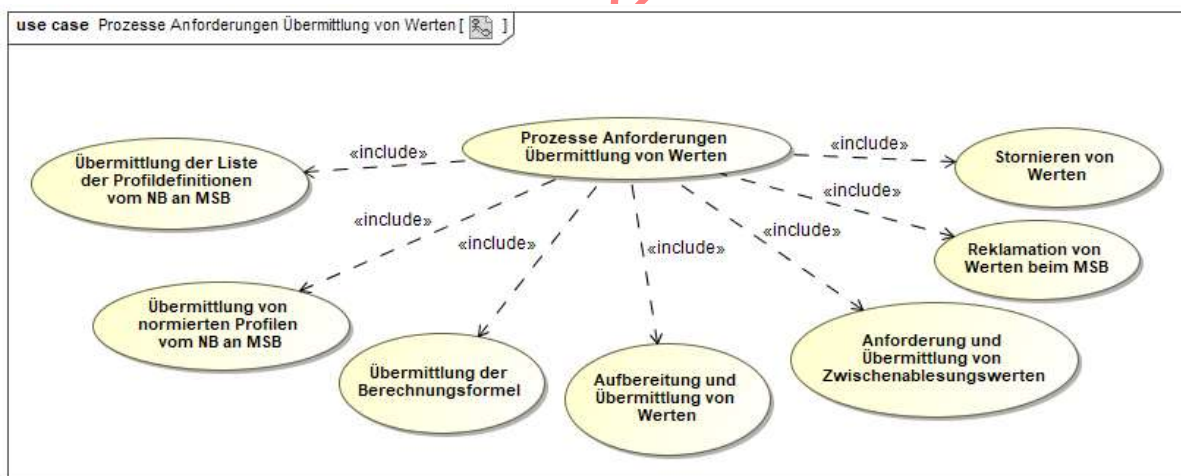 use case Prozesse Anforderungen Übermittlung von Werten [ ]
Prozesse Anforderungen
Übermittlung von Werten
«include»
«include»
«include»
«include»
«include»
«include»
«include»
Übermittlung der Liste
der Profildefinitionen
vom NB an MSB
Stornieren von
Werten
Reklamation von
Werten beim MSB
Übermittlung von
normierten Profilen
vom NB an MSB
Übermittlung der
Berechnungsformel
Aufbereitung und
Übermittlung von
Werten
Anforderung und
Übermittlung von
Zwischenablesungswerten